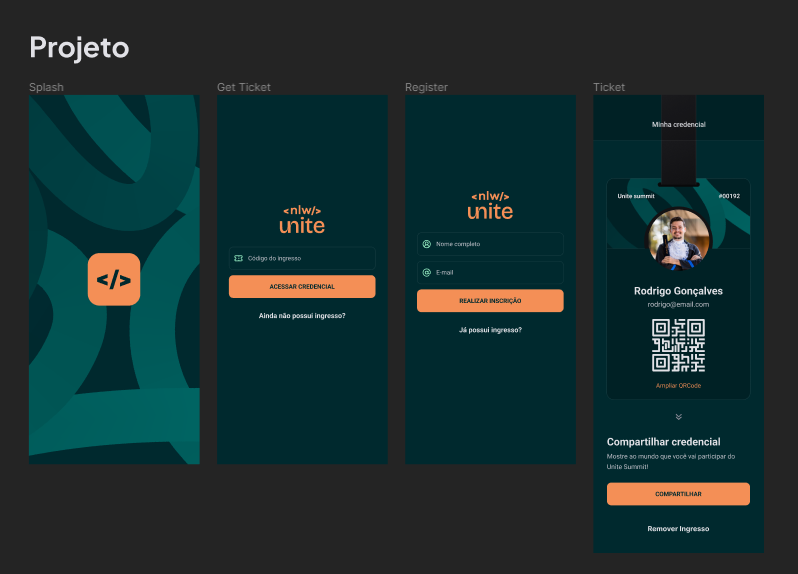 Projeto
Splash
</>
Get Ticket
<nlw/>
unite
Código do ingresso
ACESSAR CREDENCIAL
Ainda não possui ingresso?
Register
<nlw/>
unite
Nome completo
E-mail
REALIZAR INSCRIÇÃO
Já possui ingresso?
Ticket
Minha credencial
Unite summit
#00192
Rodrigo Gonçalves
rodrigo@email.com
Ampliar QRCode
Compartilhar credencial
Mostre ao mundo que você vai participar do
Unite Summit!
COMPARTILHAR
Remover Ingresso